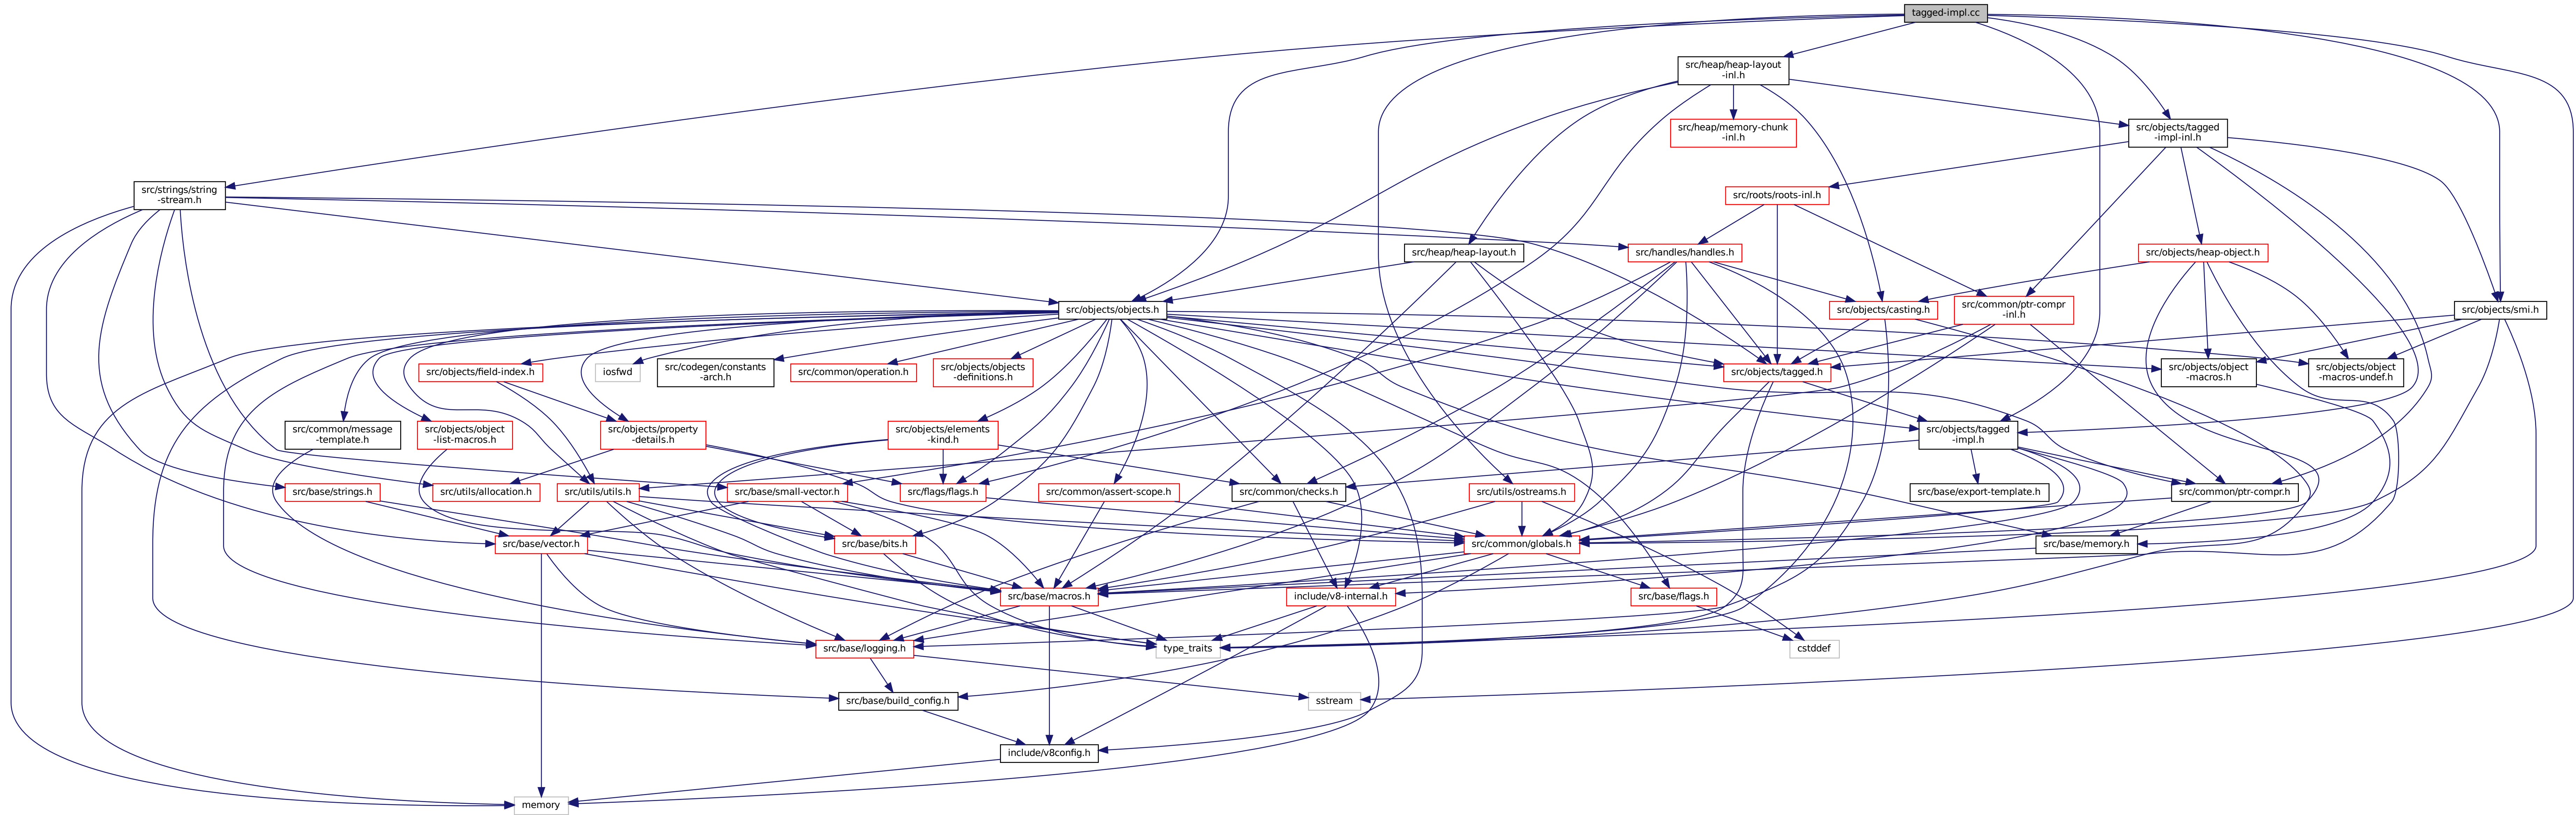 tagged-impl.cc
src/heap/heap-layout
-inl.h
src/heap/memory-chunk
-inl.h
src/objects/tagged
-impl-inl.h
src/strings/string
-stream.h
src/roots/roots-inl.h
src/heap/heap-layout.h
src/handles/handles.h
src/objects/heap-object.h
src/objects/objects.h
src/objects/casting.h
src/common/ptr-compr
-inl.h
src/objects/smi.h
src/objects/field-index.h
iosfwd
src/codegen/constants
-arch.h
src/common/operation.h
src/objects/objects
-definitions.h
src/objects/tagged.h
src/objects/object
-macros.h
src/objects/object
-macros-undef.h
src/common/message
-template.h
src/objects/object
-list-macros.h
src/objects/property
-details.h
src/objects/elements
-kind.h
src/objects/tagged
-impl.h
src/base/strings.h
src/utils/allocation.h
src/utils/utils.h
src/base/small-vector.h
src/flags/flags.h
src/common/assert-scope.h
src/common/checks.h
src/utils/ostreams.h
src/base/export-template.h
src/common/ptr-compr.h
src/base/vector.h
src/base/bits.h
src/common/globals.h
src/base/memory.h
src/base/macros.h
include/v8-internal.h
src/base/flags.h
src/base/logging.h
type_traits
cstddef
src/base/build_config.h
sstream
include/v8config.h
memory